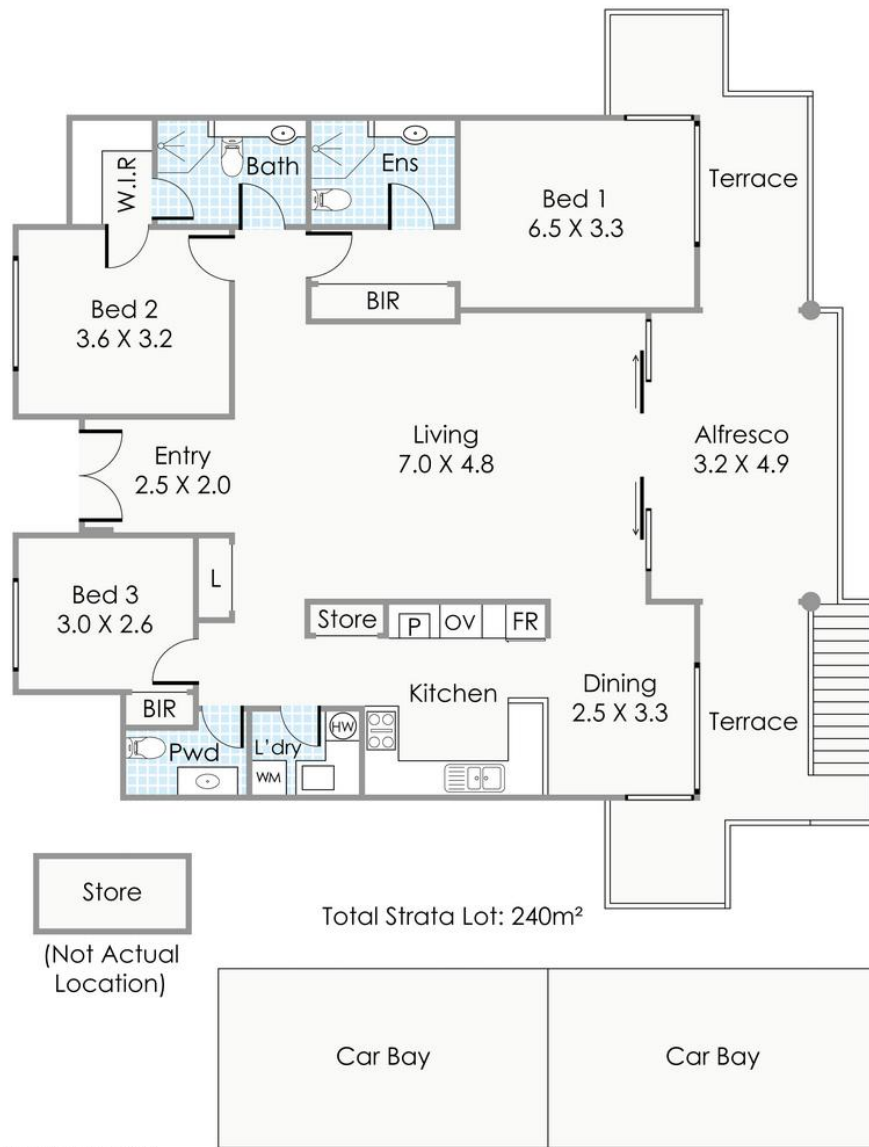 Terrace
W.I.R
Bath
Ens
Bed 1
6.5 X 3.3
Bed 2
3.6 X 3.2
BIR
Entry
2.5 X 2.0
Living
7.0 X 4.8
Alfresco
3.2 X 4.9
Bed 3
3.0 X 2.6
L
Store
P
OV
FR
Kitchen
Dining
2.5 X 3.3
Terrace
BIR
Pwd
L'dry
HW
WM
Store
(Not Actual
Location)
Total Strata Lot: 240m²
Car Bay
Car Bay